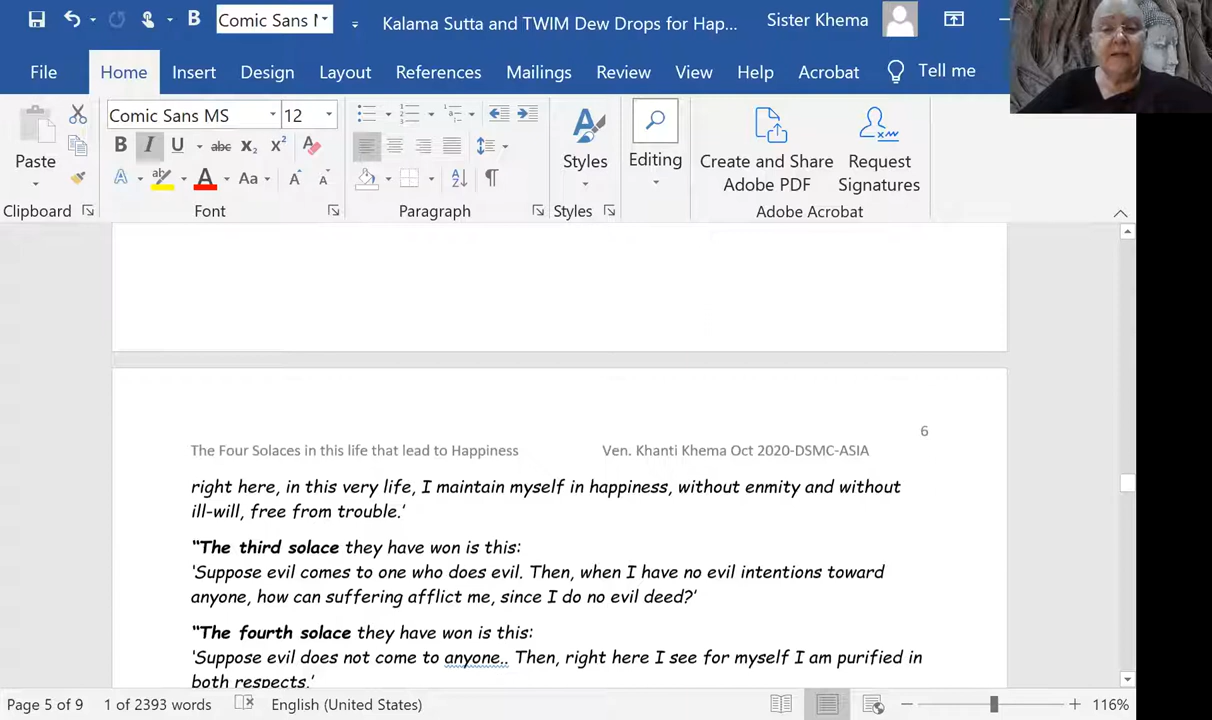 Comic Sans M
Kalama Sutta and TWIM Dew Drops for Hap...
Sister Khema
File
Home
Insert
Design
Layout
References
Mailings
Review
View
Help
Acrobat
Tell me
Paste
Clipboard
Comic Sans MS
12
B I U abc x₂ x²
A ab A Aa A A
Font
Paragraph
Styles
Styles
Editing
Create and Share
Adobe PDF
Request
Signatures
Adobe Acrobat
6
The Four Solaces in this life that lead to Happiness Ven. Khanti Khema Oct 2020-DSMC-ASIA
right here, in this very life, I maintain myself in happiness, without enmity and without
ill-will, free from trouble.’
“The third solace they have won is this:
‘Suppose evil comes to one who does evil. Then, when I have no evil intentions toward
anyone, how can suffering afflict me, since I do no evil deed?’
“The fourth solace they have won is this:
‘Suppose evil does not come to anyone.. Then, right here I see for myself I am purified in
both respects.’
Page 5 of 9
1 of 2393 words
English (United States)
116%